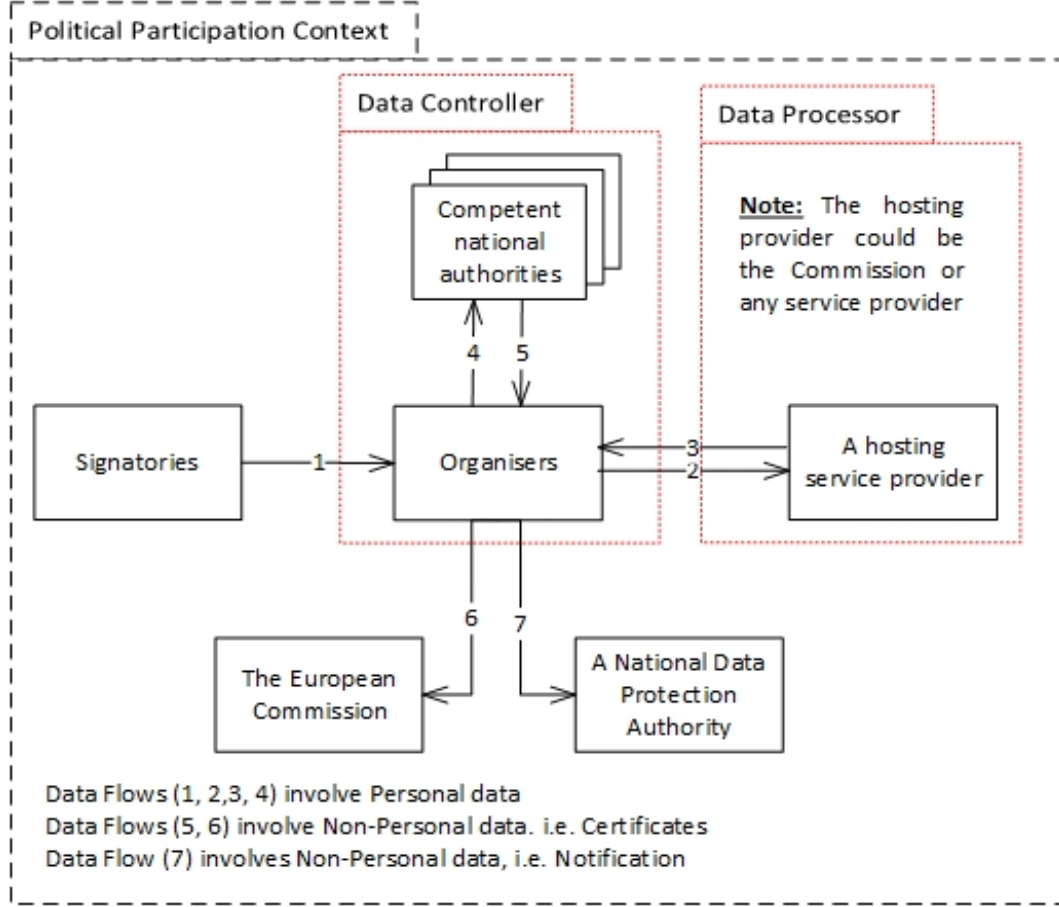 Political Participation Context
Data Controller
Data Processor
Competent
national
authorities
Note: The hosting
provider could be
the Commission or
any service provider
4
5
Signatories
1
Organisers
3
2
A hosting
service provider
6
7
The European
Commission
A National Data
Protection
Authority
Data Flows (1, 2,3, 4) involve Personal data
Data Flows (5, 6) involve Non-Personal data. i.e. Certificates
Data Flow (7) involves Non-Personal data, i.e. Notification